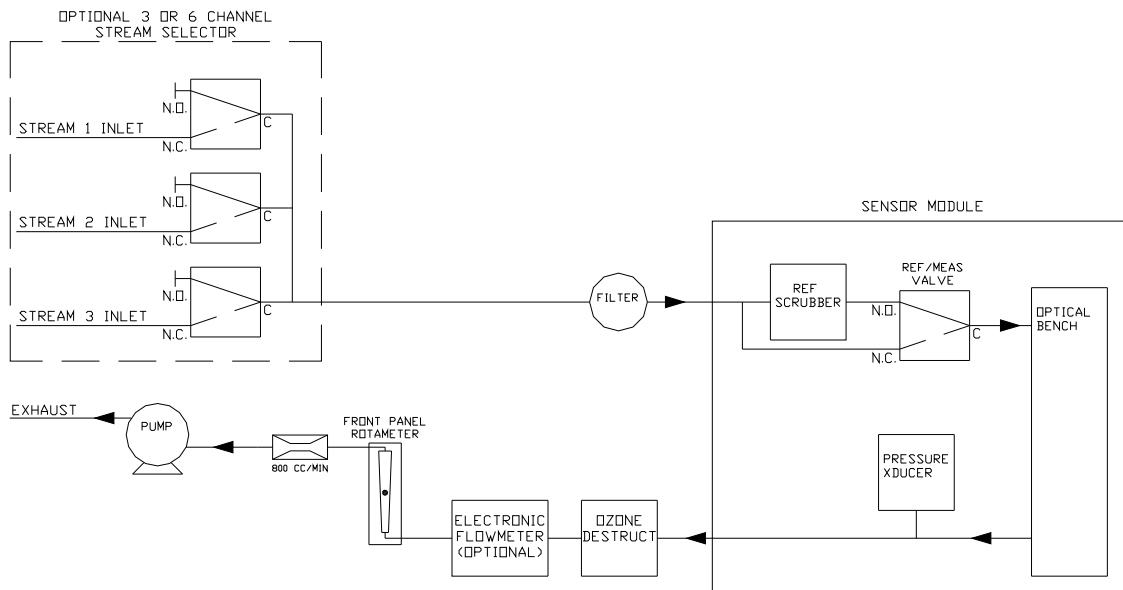 OPTIONAL 3 OR 6 CHANNEL
STREAM SELECTOR
N.O.
STREAM 1 INLET
C
N.C.
N.O.
STREAM 2 INLET
C
N.C.
N.O.
STREAM 3 INLET
C
N.C.
FILTER
SENSOR MODULE
REF
SCRUBBER
REF/MEAS
VALVE
N.O.
C
N.C.
OPTICAL
BENCH
EXHAUST
PUMP
800 CC/MIN
FRONT PANEL
ROTAMETER
ELECTRONIC
FLOWMETER
(OPTIONAL)
OZONE
DESTRUCT
PRESSURE
XDUCER